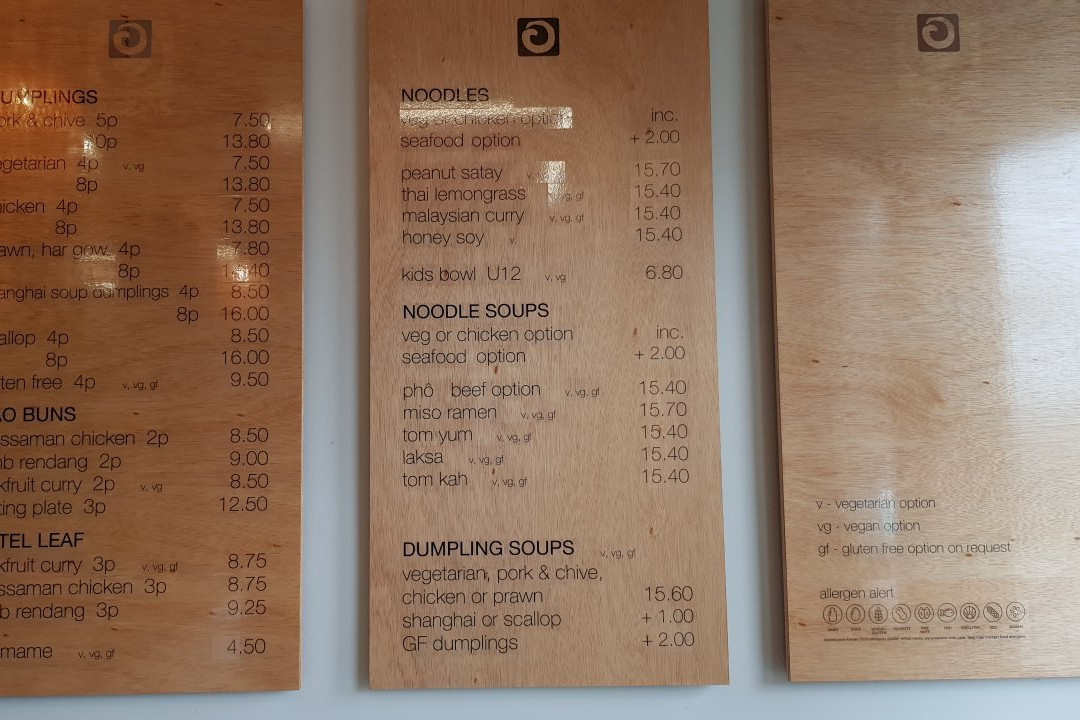 UMPLINGS
ork & chive 5p 7.50
10p 13.80
egetarian 4p v, vg 7.50
8p 13.80
hicken 4p 7.50
8p 13.80
awn, har gow 4p 7.80
8p
anghai soup dumplings 4p 8.50
8p 16.00
allop 4p 8.50
8p 16.00
ten free 4p v, vg, gf 9.50
AO BUNS
ssaman chicken 2p 8.50
mb rendang 2p 9.00
kfruit curry 2p v, vg 8.50
ting plate 3p 12.50
TEL LEAF
kfruit curry 3p v, vg, gf 8.75
ssaman chicken 3p 8.75
b rendang 3p 9.25
mame v, vg, gf 4.50
NOODLES
veg or chicken option inc.
seafood option + 2.00
peanut satay 15.70
thai lemongrass 15.40
malaysian curry v, vg, gf 15.40
honey soy v, 15.40
kids bowl U12 v, vg 6.80
NOODLE SOUPS
veg or chicken option inc.
seafood option + 2.00
phô beef option v, vg, gf 15.40
miso ramen v, vg, gf 15.70
tom yum v, vg, gf 15.40
laksa v, vg, gf 15.40
tom kah v, vg, gf 15.40
DUMPLING SOUPS v, vg, gf
vegetarian, pork & chive,
chicken or prawn 15.60
shanghai or scallop + 1.00
GF dumplings + 2.00
v - vegetarian option
vg - vegan option
gf - gluten free option on request
allergen alert